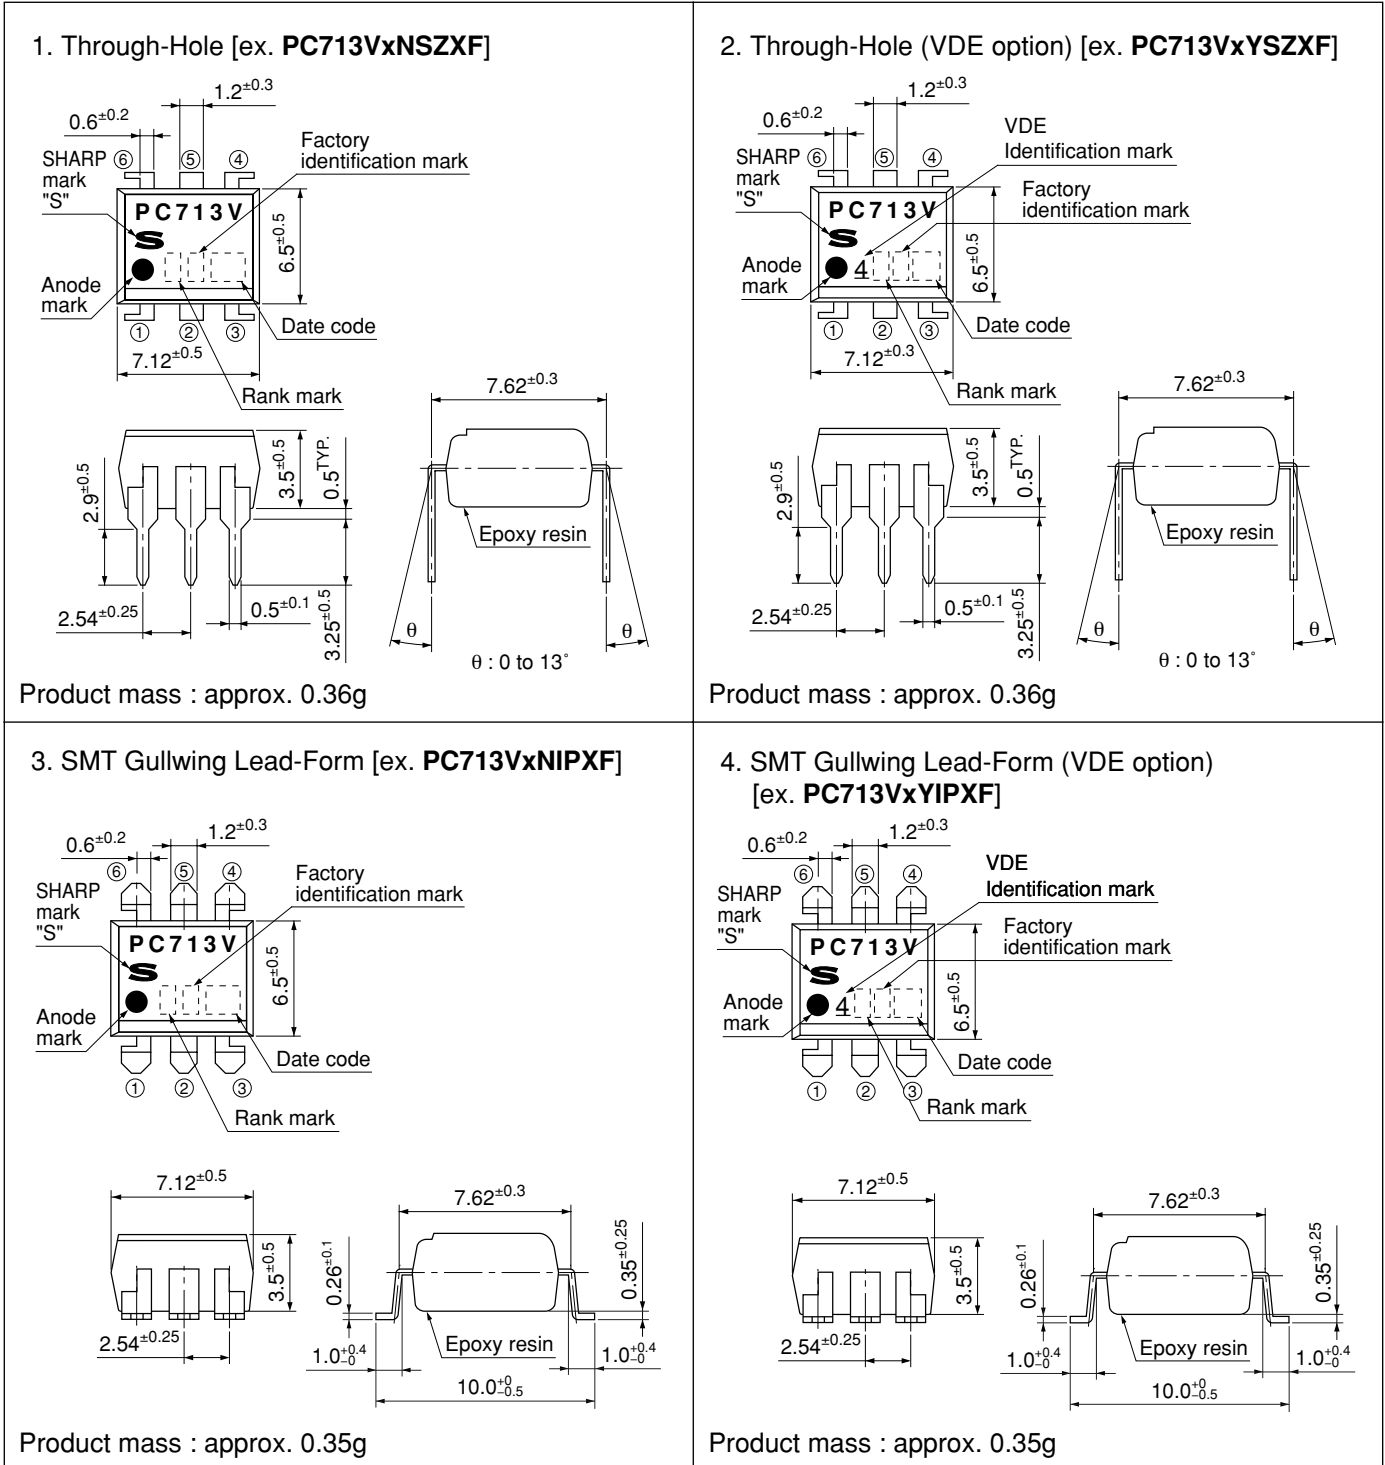 1. Through-Hole [ex. PC713VxNSZXF]
1.2±0.3
0.6±0.2
Factory
identification mark
SHARP
mark
"S"
⑥ ⑤ ④
PC713V
S
6.5±0.5
Anode
mark
Date code
① ② ③
7.12±0.5
Rank mark
7.62±0.3
2.9±0.5
3.5±0.5
0.5TYP.
Epoxy resin
2.54±0.25
0.5±0.1
3.25±0.5
θ θ
θ : 0 to 13˚
Product mass : approx. 0.36g
2. Through-Hole (VDE option) [ex. PC713VxYSZXF]
1.2±0.3
0.6±0.2
VDE
Identification mark
Factory
identification mark
SHARP
mark
"S"
⑥ ⑤ ④
PC713V
S
4
6.5±0.5
Anode
mark
Date code
① ② ③
7.12±0.3
Rank mark
7.62±0.3
2.9±0.5
3.5±0.5
0.5TYP.
Epoxy resin
2.54±0.25
0.5±0.1
3.25±0.5
θ θ
θ : 0 to 13˚
Product mass : approx. 0.36g
3. SMT Gullwing Lead-Form [ex. PC713VxNIPXF]
1.2±0.3
0.6±0.2
Factory
identification mark
SHARP
mark
"S"
⑥ ⑤ ④
PC713V
S
6.5±0.5
Anode
mark
Date code
① ② ③
Rank mark
7.12±0.5
7.62±0.3
3.5±0.5
0.26±0.1
0.35±0.25
2.54±0.25
Epoxy resin
1.0+0.4−0
1.0+0.4−0
10.0+0−0.5
Product mass : approx. 0.35g
4. SMT Gullwing Lead-Form (VDE option)
[ex. PC713VxYIPXF]
1.2±0.3
0.6±0.2
VDE
Identification mark
Factory
identification mark
SHARP
mark
"S"
⑥ ⑤ ④
PC713V
S
4
6.5±0.5
Anode
mark
Date code
① ② ③
Rank mark
7.12±0.5
7.62±0.3
3.5±0.5
0.26±0.1
0.35±0.25
2.54±0.25
Epoxy resin
1.0+0.4−0
1.0+0.4−0
10.0+0−0.5
Product mass : approx. 0.35g